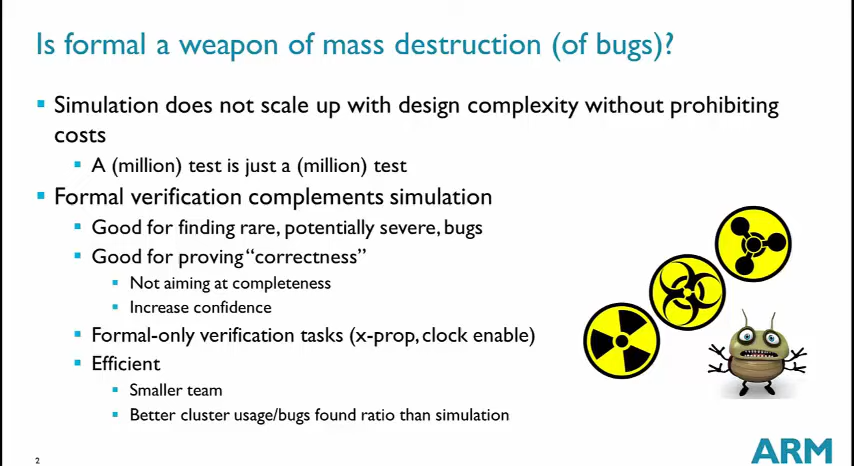 Is formal a weapon of mass destruction (of bugs)?
Simulation does not scale up with design complexity without prohibiting
costs
A (million) test is just a (million) test
Formal verification complements simulation
Good for finding rare, potentially severe, bugs
Good for proving “correctness”
Not aiming at completeness
Increase confidence
Formal-only verification tasks (x-prop, clock enable)
Efficient
Smaller team
Better cluster usage/bugs found ratio than simulation
2
ARM